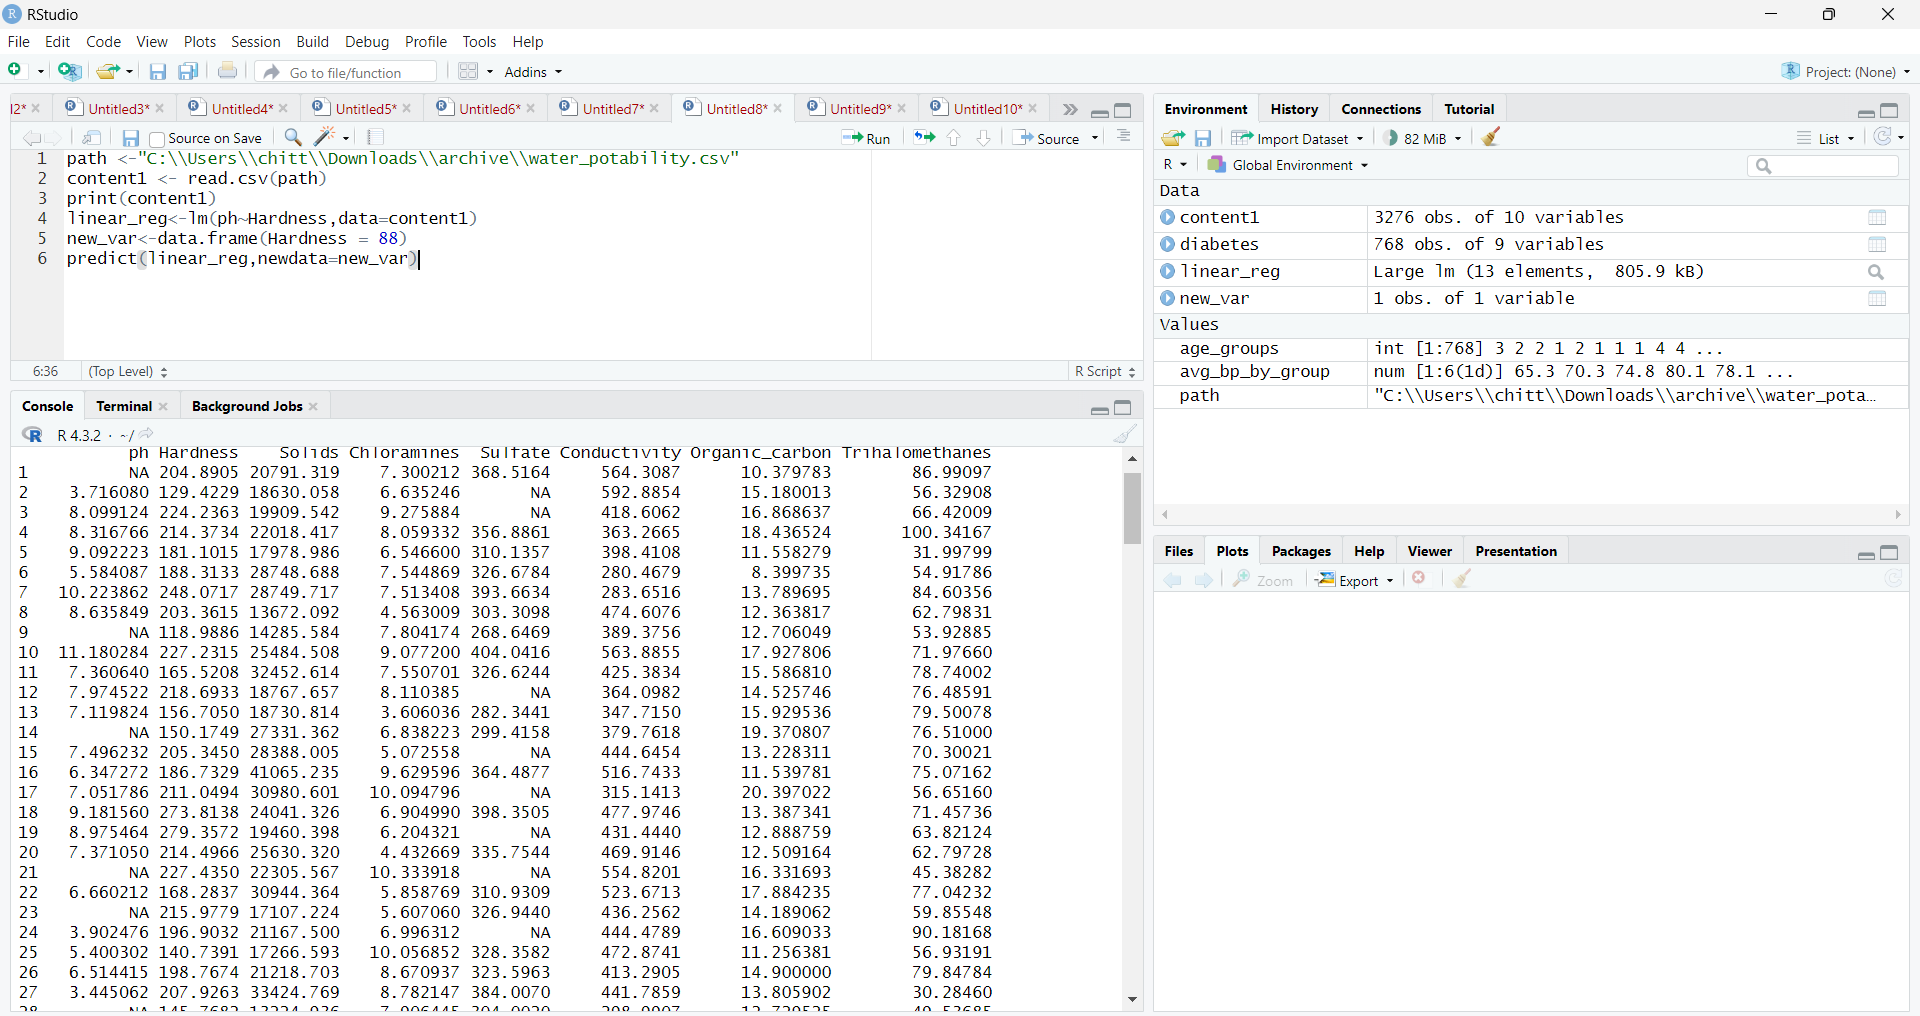 RStudio
File Edit Code View Plots Session Build Debug Profile Tools Help
Go to file/function Addins Project: (None)
l2* Untitled3* Untitled4* Untitled5* Untitled6* Untitled7* Untitled8* Untitled9* Untitled10*
Source on Save Run Source
1 path <-"C:\\Users\\chitt\\Downloads\\archive\\water_potability.csv"
2 content1 <- read.csv(path)
3 print(content1)
4 linear_reg<-lm(ph~Hardness,data=content1)
5 new_var<-data.frame(Hardness = 88)
6 predict(linear_reg,newdata=new_var)
6:36 (Top Level) R Script
Console Terminal Background Jobs
R 4.3.2 · ~/
ph Hardness Solids Chloramines Sulfate Conductivity Organic_carbon Trihalomethanes
1 NA 204.8905 20791.319 7.300212 368.5164 564.3087 10.379783 86.99097
2 3.716080 129.4229 18630.058 6.635246 NA 592.8854 15.180013 56.32908
3 8.099124 224.2363 19909.542 9.275884 NA 418.6062 16.868637 66.42009
4 8.316766 214.3734 22018.417 8.059332 356.8861 363.2665 18.436524 100.34167
5 9.092223 181.1015 17978.986 6.546600 310.1357 398.4108 11.558279 31.99799
6 5.584087 188.3133 28748.688 7.544869 326.6784 280.4679 8.399735 54.91786
7 10.223862 248.0717 28749.717 7.513408 393.6634 283.6516 13.789695 84.60356
8 8.635849 203.3615 13672.092 4.563009 303.3098 474.6076 12.363817 62.79831
9 NA 118.9886 14285.584 7.804174 268.6469 389.3756 12.706049 53.92885
10 11.180284 227.2315 25484.508 9.077200 404.0416 563.8855 17.927806 71.97660
11 7.360640 165.5208 32452.614 7.550701 326.6244 425.3834 15.586810 78.74002
12 7.974522 218.6933 18767.657 8.110385 NA 364.0982 14.525746 76.48591
13 7.119824 156.7050 18730.814 3.606036 282.3441 347.7150 15.929536 79.50078
14 NA 150.1749 27331.362 6.838223 299.4158 379.7618 19.370807 76.51000
15 7.496232 205.3450 28388.005 5.072558 NA 444.6454 13.228311 70.30021
16 6.347272 186.7329 41065.235 9.629596 364.4877 516.7433 11.539781 75.07162
17 7.051786 211.0494 30980.601 10.094796 NA 315.1413 20.397022 56.65160
18 9.181560 273.8138 24041.326 6.904990 398.3505 477.9746 13.387341 71.45736
19 8.975464 279.3572 19460.398 6.204321 NA 431.4440 12.888759 63.82124
20 7.371050 214.4966 25630.320 4.432669 335.7544 469.9146 12.509164 62.79728
21 NA 227.4350 22305.567 10.333918 NA 554.8201 16.331693 45.38282
22 6.660212 168.2837 30944.364 5.858769 310.9309 523.6713 17.884235 77.04232
23 NA 215.9779 17107.224 5.607060 326.9440 436.2562 14.189062 59.85548
24 3.902476 196.9032 21167.500 6.996312 NA 444.4789 16.609033 90.18168
25 5.400302 140.7391 17266.593 10.056852 328.3582 472.8741 11.256381 56.93191
26 6.514415 198.7674 21218.703 8.670937 323.5963 413.2905 14.900000 79.84784
27 3.445062 207.9263 33424.769 8.782147 384.0070 441.7859 13.805902 30.28460
Environment History Connections Tutorial
Import Dataset 82 MiB List
R Global Environment
Data
content1 3276 obs. of 10 variables
diabetes 768 obs. of 9 variables
linear_reg Large lm (13 elements, 805.9 kB)
new_var 1 obs. of 1 variable
Values
age_groups int [1:768] 3 2 2 1 2 1 1 1 4 4 ...
avg_bp_by_group num [1:6(1d)] 65.3 70.3 74.8 80.1 78.1 ...
path "C:\\Users\\chitt\\Downloads\\archive\\water_pota…
Files Plots Packages Help Viewer Presentation
Zoom Export